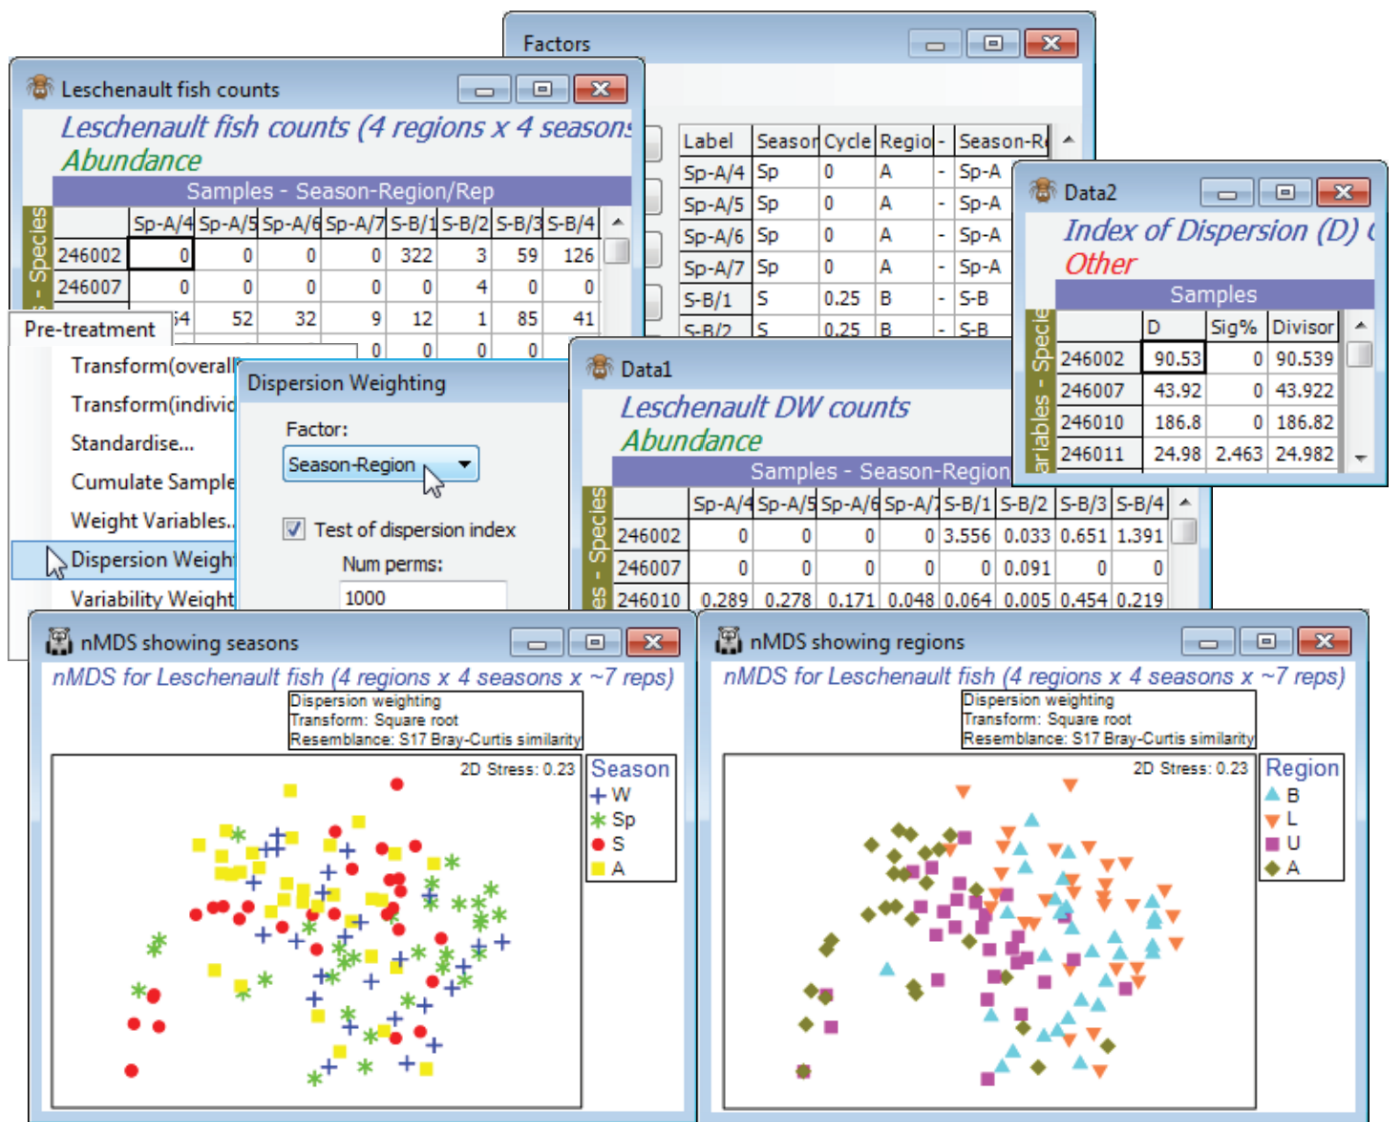 Factors
Label Season Cycle Regio - Season-R
Sp-A/4 Sp 0 A - Sp-A
Sp-A/5 Sp 0 A - Sp-A
Sp-A/6 Sp 0 A - Sp-A
Sp-A/7 Sp 0 A - Sp-A
S-B/1 S 0.25 B - S-B
S-B/2 S 0.25 B - S-B
Leschenault fish counts
Leschenault fish counts (4 regions x 4 seasons
Abundance
Samples - Season-Region/Rep
s - Species
Sp-A/4 Sp-A/5 Sp-A/6 Sp-A/7 S-B/1 S-B/2 S-B/3 S-B/4
246002 0 0 0 0 322 3 59 126
246007 0 0 0 0 0 4 0 0
54 52 32 9 12 1 85 41
0 0 0
Data2
Index of Dispersion (D)
Other
Samples
ariables - Specie
D Sig% Divisor
246002 90.53 0 90.539
246007 43.92 0 43.922
246010 186.8 0 186.82
246011 24.98 2.463 24.982
Pre-treatment
Transform(overall
Transform(individ
Standardise...
Cumulate Sample
Weight Variables..
Dispersion Weigh
Variability Weight
Dispersion Weighting
Factor:
Season-Region
Test of dispersion index
Num perms:
1000
Data1
Leschenault DW counts
Abundance
Samples - Season-Region
es - Species
Sp-A/4 Sp-A/5 Sp-A/6 Sp-A/7 S-B/1 S-B/2 S-B/3 S-B/4
246002 0 0 0 0 3.556 0.033 0.651 1.391
246007 0 0 0 0 0 0.091 0 0
246010 0.289 0.278 0.171 0.048 0.064 0.005 0.454 0.219
nMDS showing seasons
nMDS for Leschenault fish (4 regions x 4 seasons x ~7 reps)
Dispersion weighting
Transform: Square root
Resemblance: S17 Bray-Curtis similarity
2D Stress: 0.23
Season
W
Sp
S
A
nMDS showing regions
nMDS for Leschenault fish (4 regions x 4 seasons x ~7 reps)
Dispersion weighting
Transform: Square root
Resemblance: S17 Bray-Curtis similarity
2D Stress: 0.23
Region
B
L
U
A